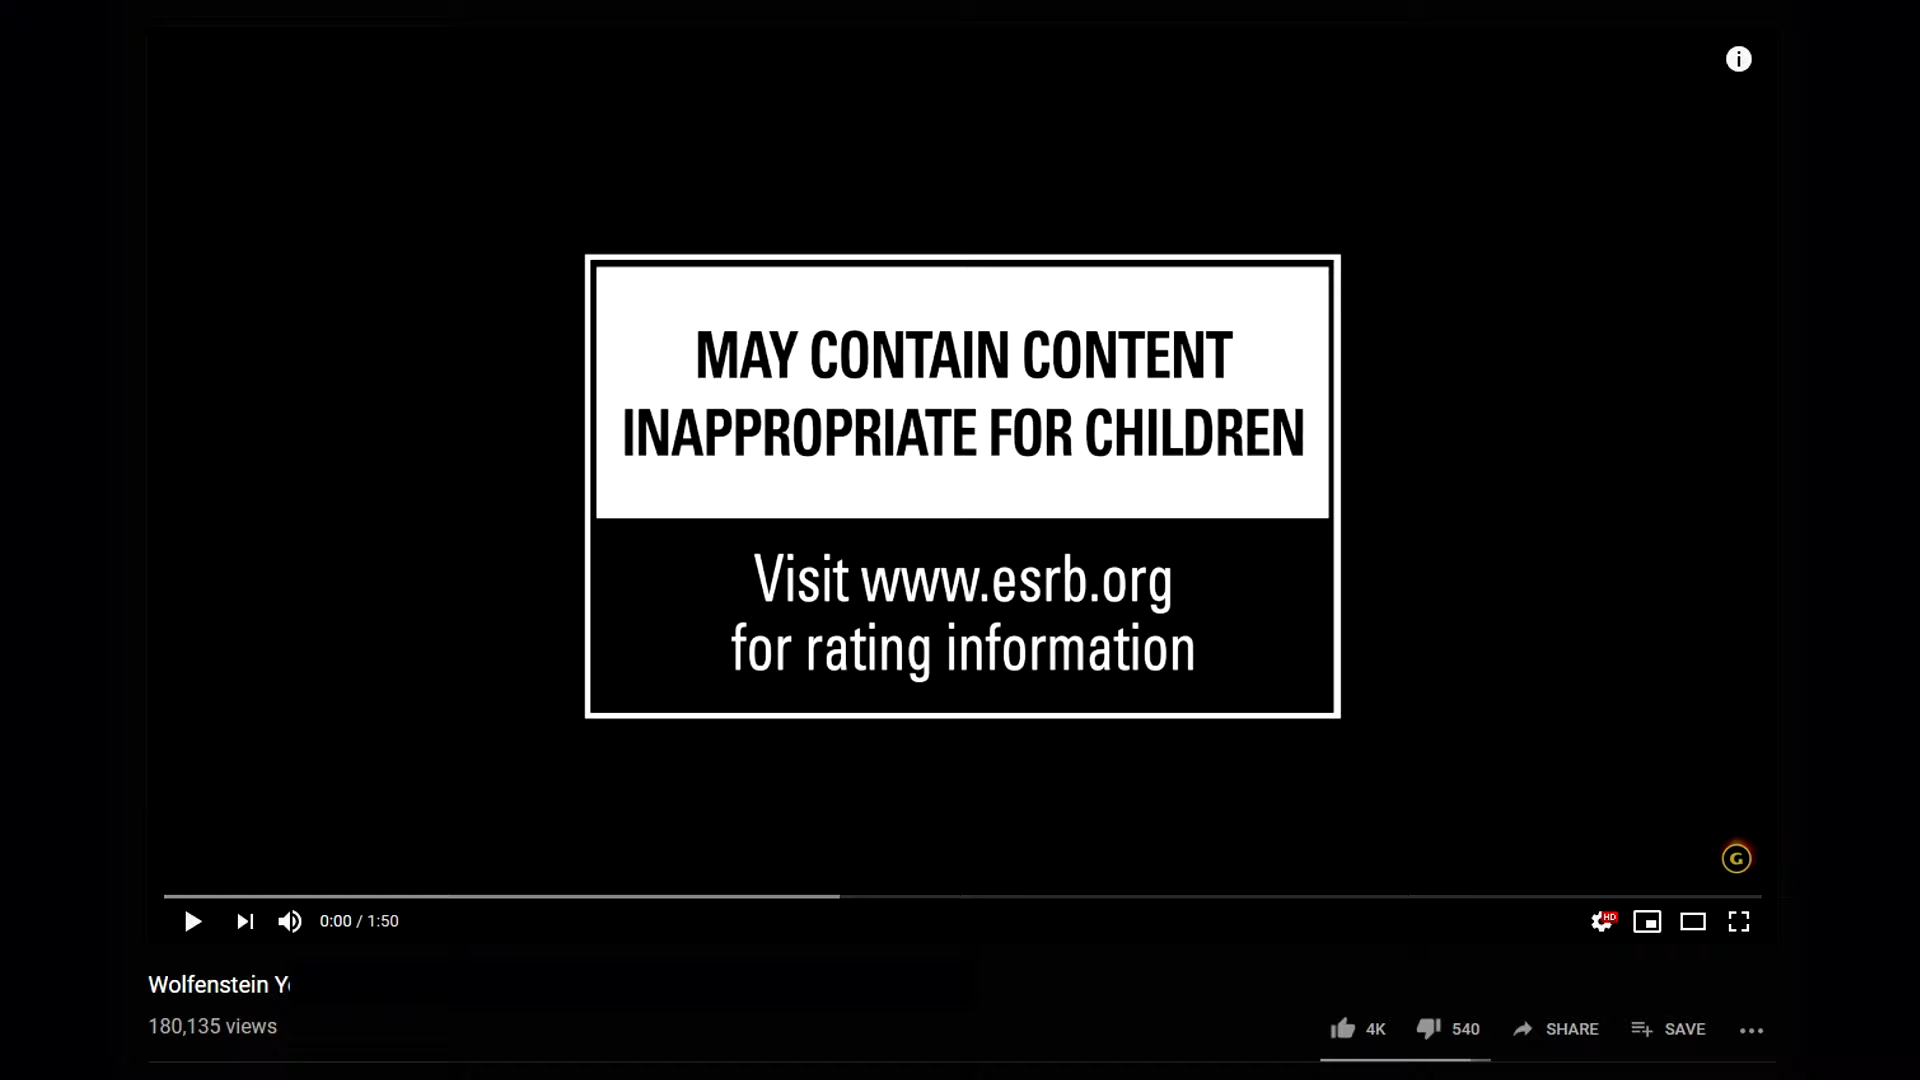 MAY CONTAIN CONTENT
INAPPROPRIATE FOR CHILDREN
Visit www.esrb.org
for rating information
G
HD
0:00 / 1:50
Wolfenstein
180,135 views
4K
540
SHARE
SAVE